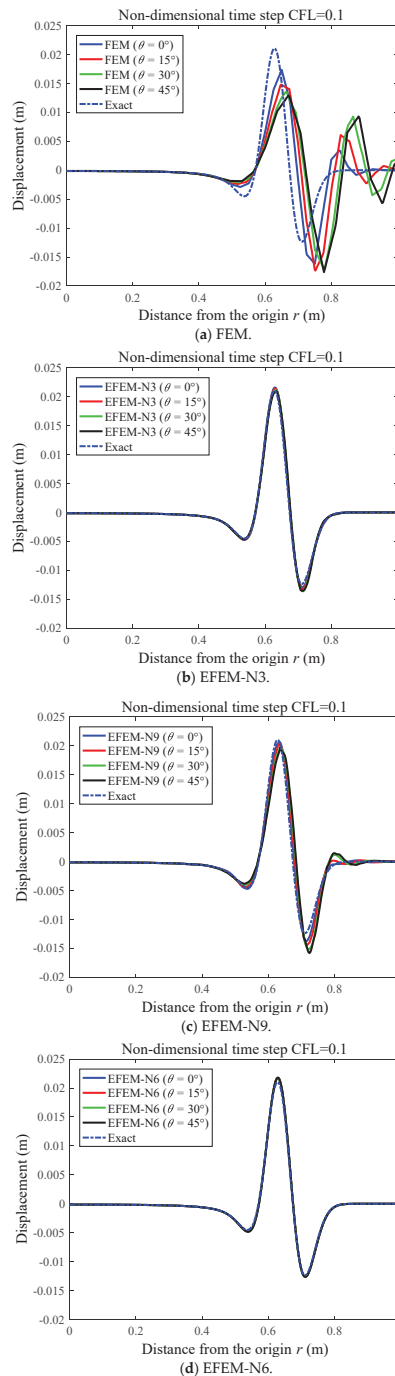 Non-dimensional time step CFL=0.1
0.025
0.02
0.015
0.01
0.005
0
-0.005
-0.01
-0.015
-0.02
Displacement (m)
FEM (θ = 0°)
FEM (θ = 15°)
FEM (θ = 30°)
FEM (θ = 45°)
Exact
0 0.2 0.4 0.6 0.8
Distance from the origin r (m)
(a) FEM.
Non-dimensional time step CFL=0.1
0.025
0.02
0.015
0.01
0.005
0
-0.005
-0.01
-0.015
-0.02
Displacement (m)
EFEM-N3 (θ = 0°)
EFEM-N3 (θ = 15°)
EFEM-N3 (θ = 30°)
EFEM-N3 (θ = 45°)
Exact
0 0.2 0.4 0.6 0.8
Distance from the origin r (m)
(b) EFEM-N3.
Non-dimensional time step CFL=0.1
0.025
0.02
0.015
0.01
0.005
0
-0.005
-0.01
-0.015
-0.02
Displacement (m)
EFEM-N9 (θ = 0°)
EFEM-N9 (θ = 15°)
EFEM-N9 (θ = 30°)
EFEM-N9 (θ = 45°)
Exact
0 0.2 0.4 0.6 0.8
Distance from the origin r (m)
(c) EFEM-N9.
Non-dimensional time step CFL=0.1
0.025
0.02
0.015
0.01
0.005
0
-0.005
-0.01
-0.015
-0.02
Displacement (m)
EFEM-N6 (θ = 0°)
EFEM-N6 (θ = 15°)
EFEM-N6 (θ = 30°)
EFEM-N6 (θ = 45°)
Exact
0 0.2 0.4 0.6 0.8
Distance from the origin r (m)
(d) EFEM-N6.